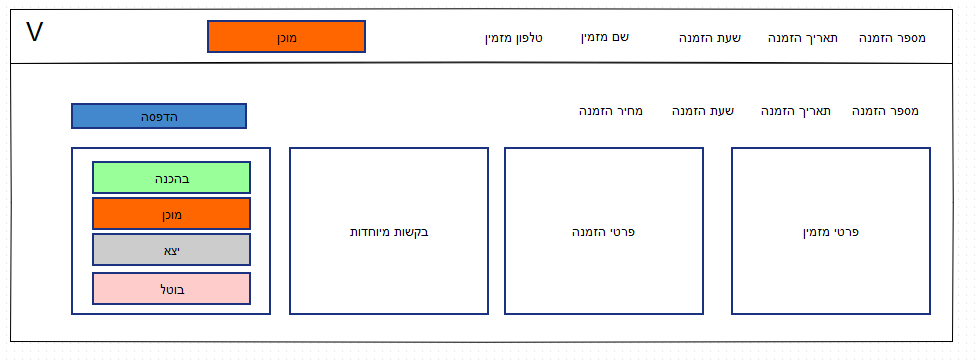 מספר הזמנה תאריך הזמנה שעת הזמנה שם מזמין טלפון מזמין מוכן V
מספר הזמנה תאריך הזמנה שעת הזמנה מחיר הזמנה הדפסה
פרטי מזמין
פרטי הזמנה
בקשות מיוחדות
בהכנה
מוכן
יצא
בוטל